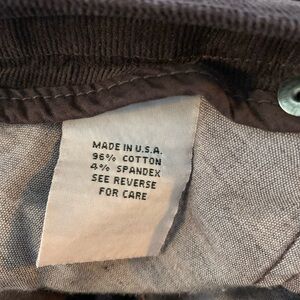 MADE IN U.S.A.
96% COTTON
4% SPANDEX
SEE REVERSE
FOR CARE